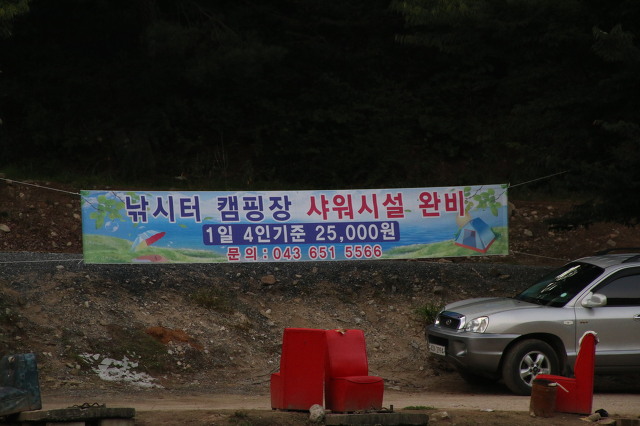 낚시터 캠핑장 샤워시설 완비
1일 4인기준 25,000원
문의 : 043 651 5566